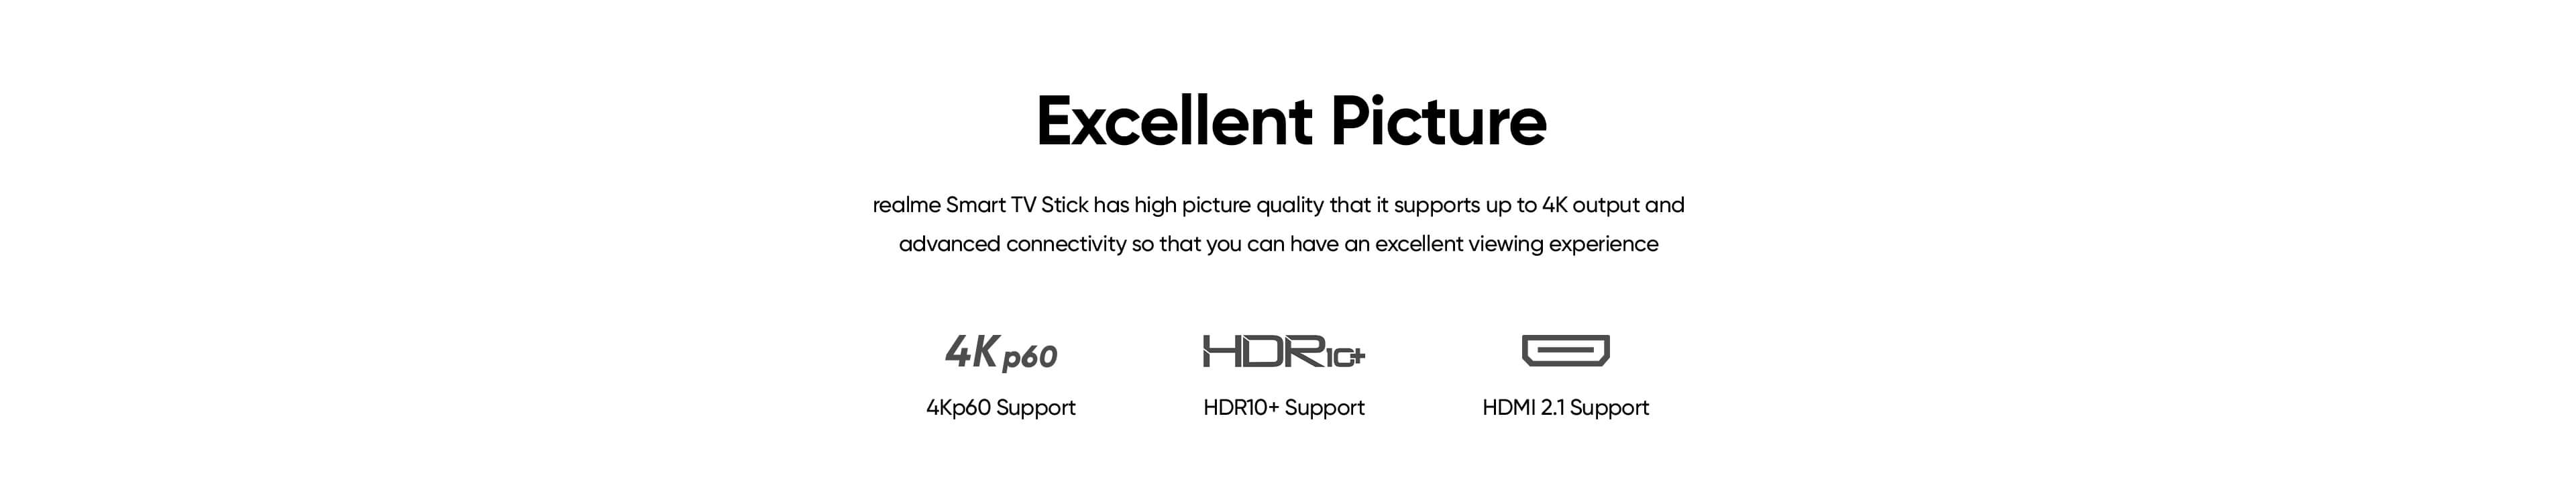 Excellent Picture
realme Smart TV Stick has high picture quality that it supports up to 4K output and
advanced connectivity so that you can have an excellent viewing experience
4K p60
HDR10+
4Kp60 Support
HDR10+ Support
HDMI 2.1 Support